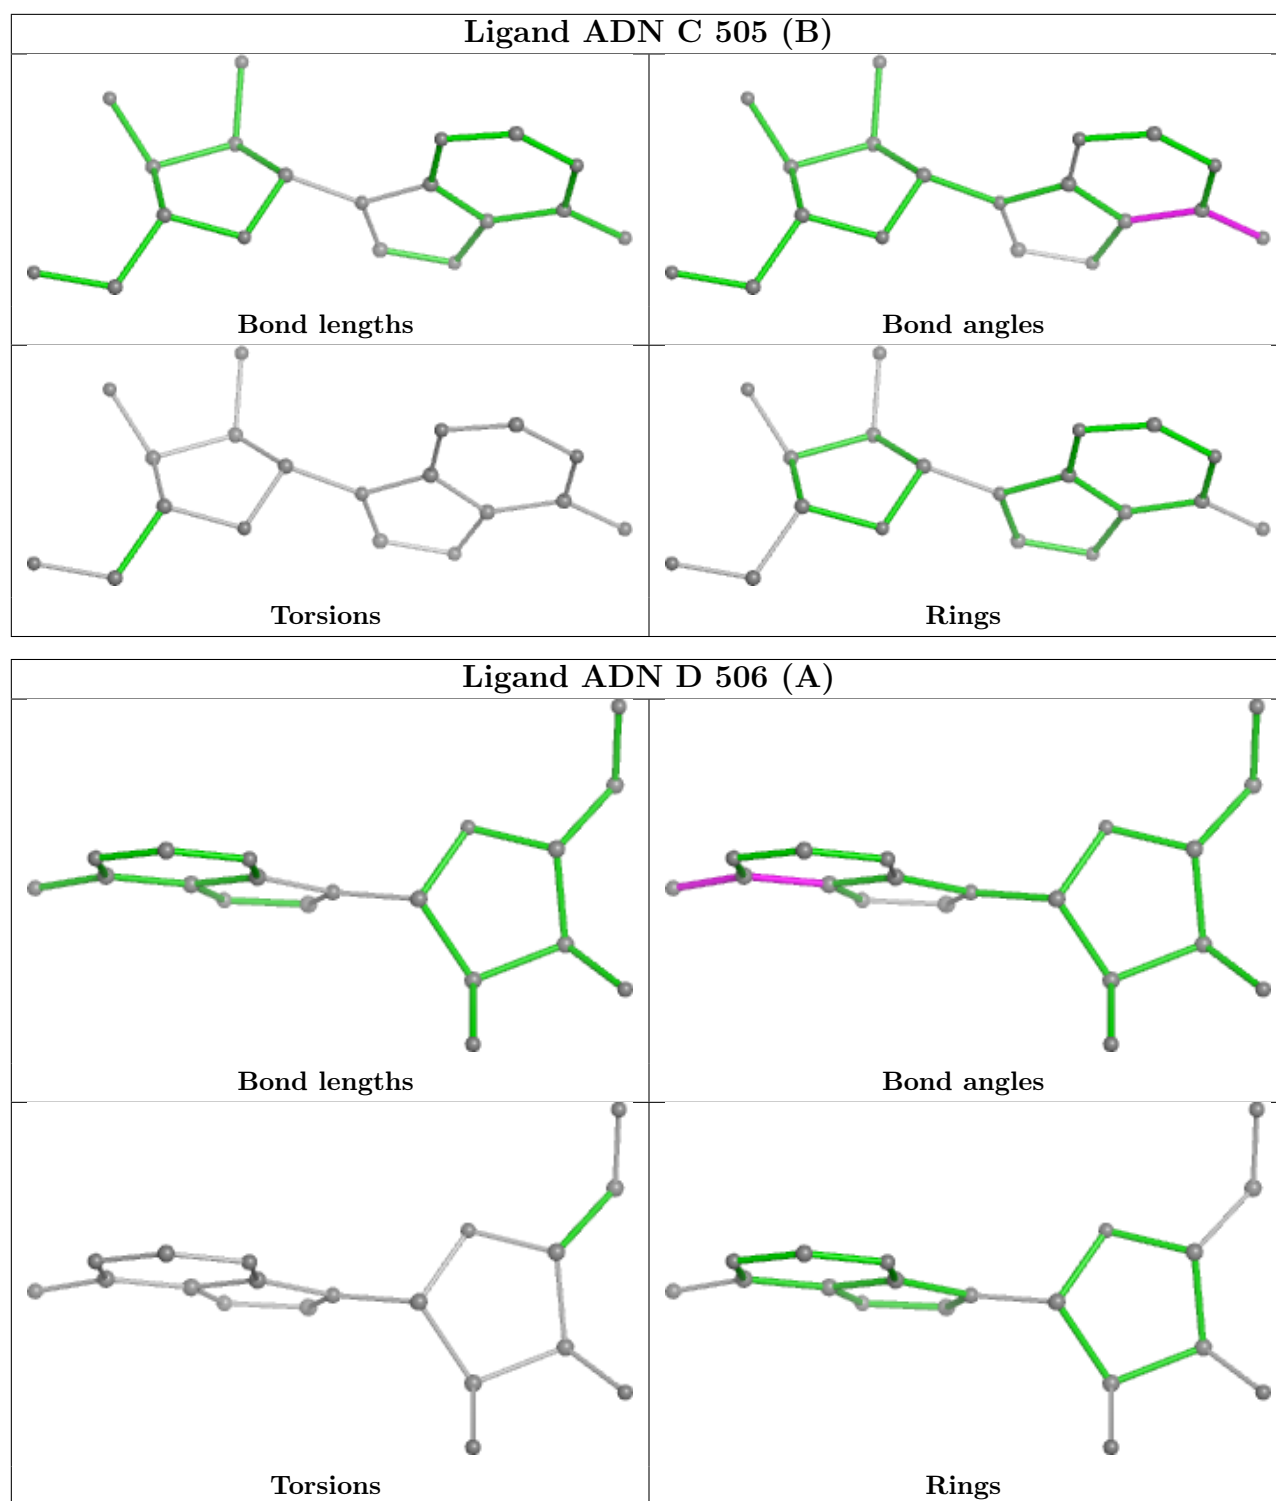 Ligand ADN C 505 (B)
Bond lengths
Bond angles
Torsions
Rings
Ligand ADN D 506 (A)
Bond lengths
Bond angles
Torsions
Rings